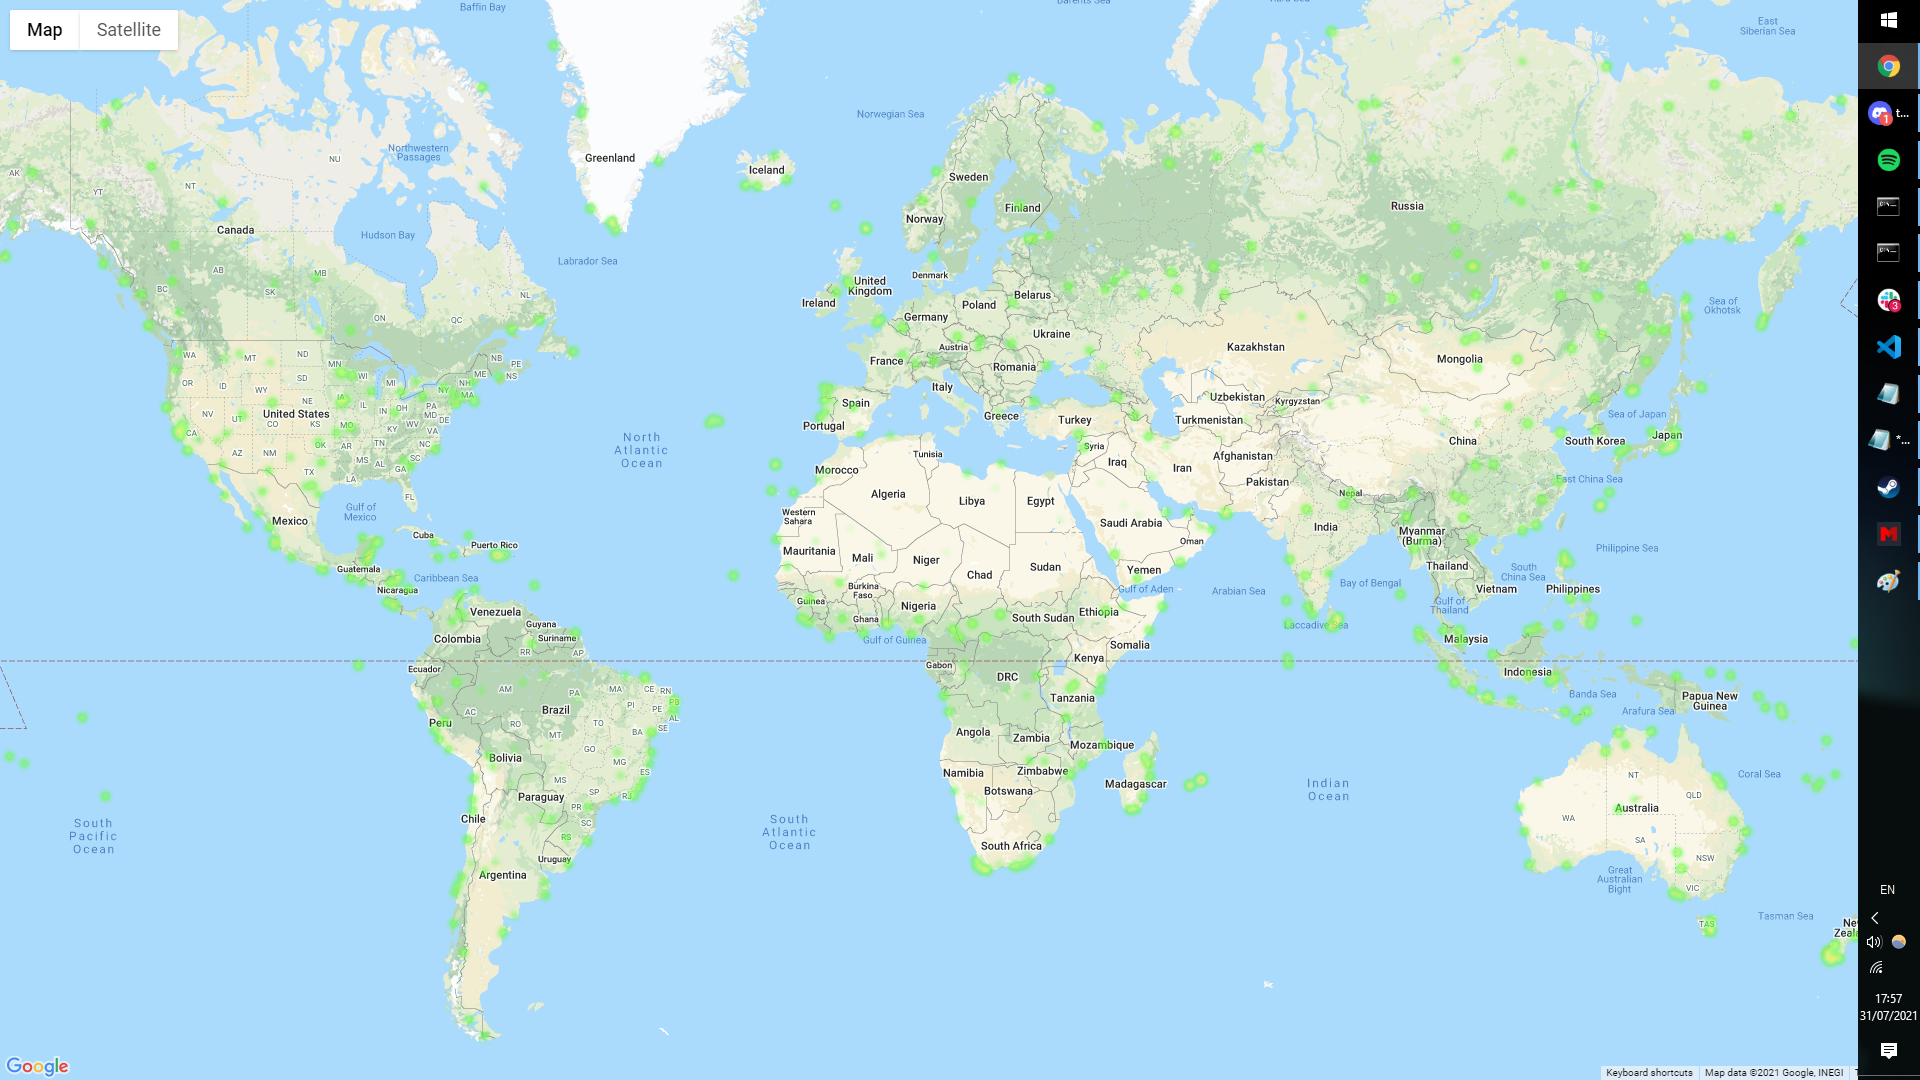 Map
Satellite
Baffin Bay
Barents Sea
East
Siberian Sea
Norwegian Sea
Northwestern
Passages
NU
Greenland
Iceland
AK
YT
NT
Sweden
Finland
Norway
Russia
Canada
Hudson Bay
Labrador Sea
AB
MB
BC
SK
NL
ON
QC
Denmark
United
Kingdom
Ireland
Belarus
Poland
Germany
Ukraine
Austria
France
Romania
Italy
Spain
Greece
Portugal
Turkey
Kazakhstan
Mongolia
Sea of
Okhotsk
Uzbekistan
Kyrgyzstan
Turkmenistan
Sea of Japan
China
South Korea
Japan
WA
MT
ND
MN
NB
PE
OR
ID
SD
WI
MI
ME
NS
WY
NH
NY
MA
NE
IA
IL
IN
OH
PA
MD
DE
NV
UT
United States
CO
KS
MO
KY
WV
VA
CA
AZ
NM
OK
AR
TN
NC
MS
AL
SC
GA
TX
LA
FL
North
Atlantic
Ocean
Syria
Tunisia
Iraq
Iran
Afghanistan
Pakistan
Morocco
Algeria
Libya
Egypt
Nepal
East China Sea
Western
Sahara
Saudi Arabia
India
Myanmar
(Burma)
Oman
Gulf of
Mexico
Mexico
Cuba
Puerto Rico
Guatemala
Caribbean Sea
Nicaragua
Mauritania
Mali
Niger
Chad
Sudan
Yemen
Gulf of Aden
Arabian Sea
Bay of Bengal
Thailand
Vietnam
South
China Sea
Philippine Sea
Philippines
Gulf of
Thailand
Burkina
Faso
Guinea
Nigeria
Ghana
Gulf of Guinea
South Sudan
Ethiopia
Somalia
Laccadive Sea
Malaysia
Venezuela
Guyana
Suriname
Colombia
RR
AP
Ecuador
Gabon
DRC
Kenya
Tanzania
Indonesia
Banda Sea
Papua New
Guinea
Arafura Sea
AM
PA
MA
CE
RN
PB
PI
PE
AL
SE
AC
Brazil
TO
RO
BA
Peru
MT
GO
Bolivia
MG
MS
ES
SP
RJ
Paraguay
PR
SC
RS
Chile
Uruguay
Argentina
Angola
Zambia
Mozambique
Namibia
Zimbabwe
Botswana
Madagascar
South Africa
Indian
Ocean
South
Atlantic
Ocean
South
Pacific
Ocean
Coral Sea
NT
QLD
Australia
WA
SA
NSW
Great
Australian
Bight
VIC
TAS
Tasman Sea
Google
Keyboard shortcuts
Map data ©2021 Google, INEGI
t...
1
3
*...
EN
17:57
31/07/2021